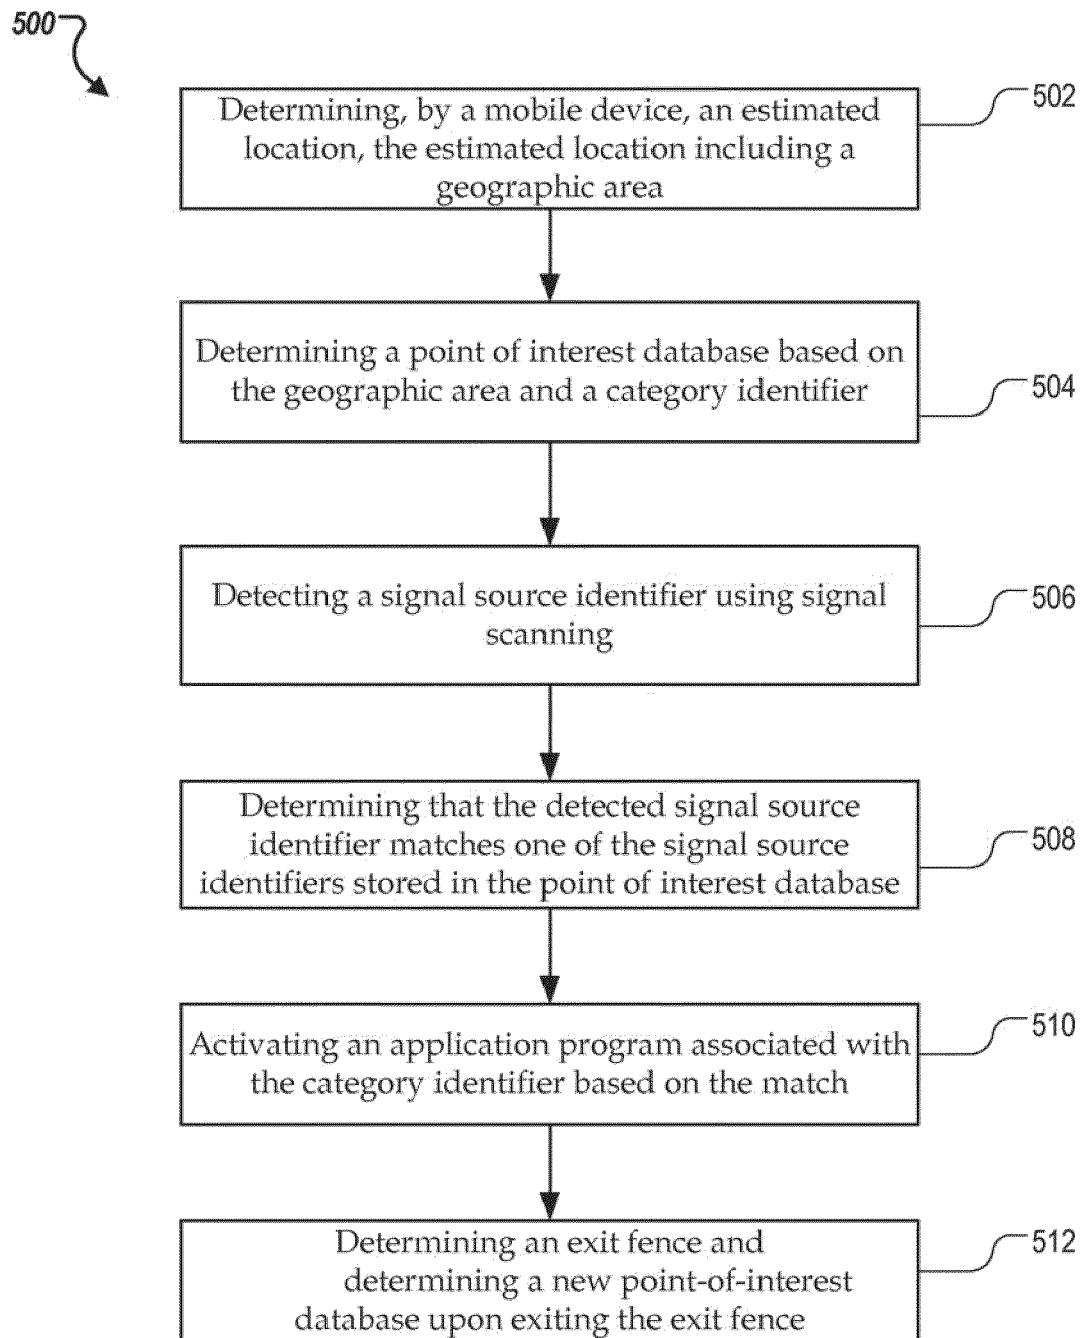 500
Determining, by a mobile device, an estimated
location, the estimated location including a
geographic area
502
Determining a point of interest database based on
the geographic area and a category identifier
504
Detecting a signal source identifier using signal
scanning
506
Determining that the detected signal source
identifier matches one of the signal source
identifiers stored in the point of interest database
508
Activating an application program associated with
the category identifier based on the match
510
Determining an exit fence and
determining a new point-of-interest
database upon exiting the exit fence
512